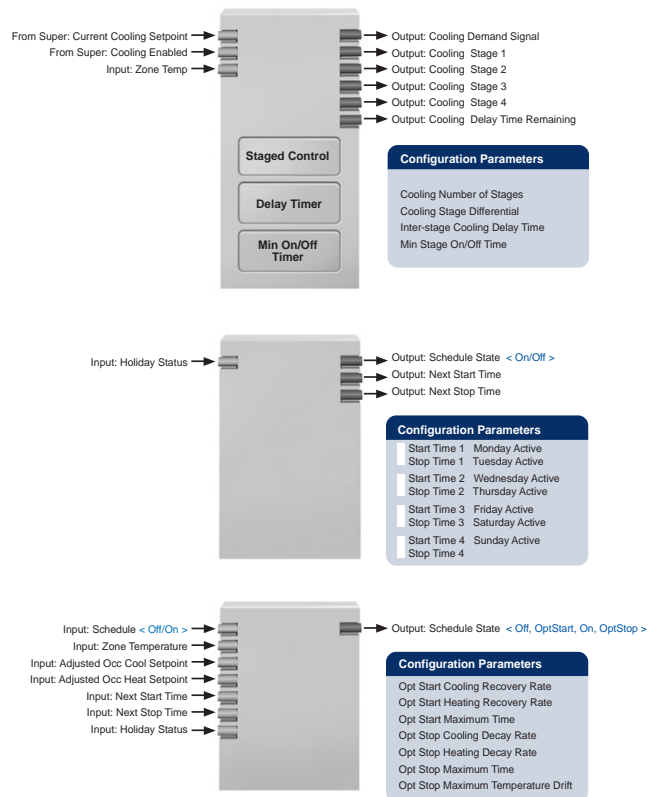 From Super: Current Cooling Setpoint
From Super: Cooling Enabled
Input: Zone Temp
Output: Cooling Demand Signal
Output: Cooling Stage 1
Output: Cooling Stage 2
Output: Cooling Stage 3
Output: Cooling Stage 4
Output: Cooling Delay Time Remaining
Staged Control
Delay Timer
Min On/Off
Timer
Configuration Parameters
Cooling Number of Stages
Cooling Stage Differential
Inter-stage Cooling Delay Time
Min Stage On/Off Time
Input: Holiday Status
Output: Schedule State < On/Off >
Output: Next Start Time
Output: Next Stop Time
Configuration Parameters
Start Time 1 Monday Active
Stop Time 1 Tuesday Active
Start Time 2 Wednesday Active
Stop Time 2 Thursday Active
Start Time 3 Friday Active
Stop Time 3 Saturday Active
Start Time 4 Sunday Active
Stop Time 4
Input: Schedule < Off/On >
Input: Zone Temperature
Input: Adjusted Occ Cool Setpoint
Input: Adjusted Occ Heat Setpoint
Input: Next Start Time
Input: Next Stop Time
Input: Holiday Status
Output: Schedule State < Off, OptStart, On, OptStop >
Configuration Parameters
Opt Start Cooling Recovery Rate
Opt Start Heating Recovery Rate
Opt Start Maximum Time
Opt Stop Cooling Decay Rate
Opt Stop Heating Decay Rate
Opt Stop Maximum Time
Opt Stop Maximum Temperature Drift